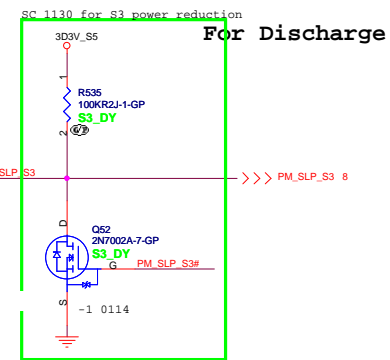 SC 1130 for S3 power reduction
For Discharge
3D3V_S5
1
R535
100KR2J-1-GP
S3_DY
2
SLP_S3
PM_SLP_S3 8
D
Q52
2N7002A-7-GP
S3_DY
G PM_SLP_S3#
S
-1 0114